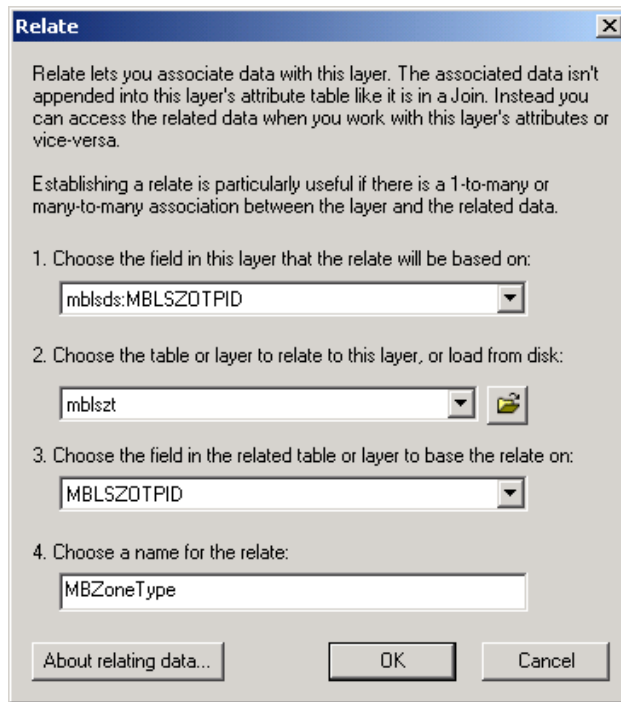 Relate
Relate lets you associate data with this layer. The associated data isn't
appended into this layer's attribute table like it is in a Join. Instead you
can access the related data when you work with this layer's attributes or
vice-versa.
Establishing a relate is particularly useful if there is a 1-to-many or
many-to-many association between the layer and the related data.
1. Choose the field in this layer that the relate will be based on:
mblsds:MBLSZOTPID
2. Choose the table or layer to relate to this layer, or load from disk:
mblszt
3. Choose the field in the related table or layer to base the relate on:
MBLSZOTPID
4. Choose a name for the relate:
MBZoneType
About relating data... OK Cancel